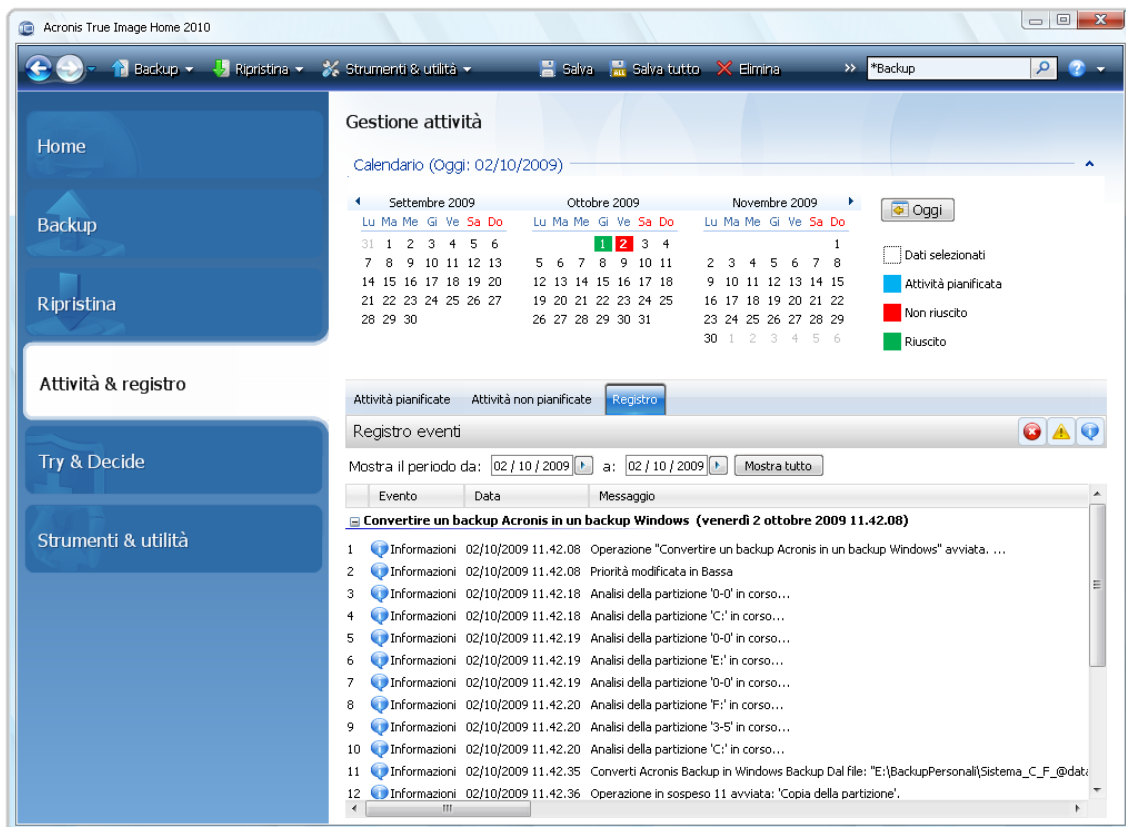 Acronis True Image Home 2010
Backup Ripristina Strumenti & utilità Salva Salva tutto Elimina >> *Backup
Home
Backup
Ripristina
Attività & registro
Try & Decide
Strumenti & utilità
Gestione attività
Calendario (Oggi: 02/10/2009)
Settembre 2009
Lu Ma Me Gi Ve Sa Do
31 1 2 3 4 5 6
7 8 9 10 11 12 13
14 15 16 17 18 19 20
21 22 23 24 25 26 27
28 29 30
Ottobre 2009
Lu Ma Me Gi Ve Sa Do
1 2 3 4
5 6 7 8 9 10 11
12 13 14 15 16 17 18
19 20 21 22 23 24 25
26 27 28 29 30 31
Novembre 2009
Lu Ma Me Gi Ve Sa Do
1
2 3 4 5 6 7 8
9 10 11 12 13 14 15
16 17 18 19 20 21 22
23 24 25 26 27 28 29
30 1 2 3 4 5 6
Oggi
Dati selezionati
Attività pianificata
Non riuscito
Riuscito
Attività pianificate Attività non pianificate Registro
Registro eventi
Mostra il periodo da: 02 / 10 / 2009 a: 02 / 10 / 2009 Mostra tutto
Evento Data Messaggio
Convertire un backup Acronis in un backup Windows (venerdì 2 ottobre 2009 11.42.08)
1 Informazioni 02/10/2009 11.42.08 Operazione "Convertire un backup Acronis in un backup Windows" avviata. ...
2 Informazioni 02/10/2009 11.42.08 Priorità modificata in Bassa
3 Informazioni 02/10/2009 11.42.18 Analisi della partizione '0-0' in corso...
4 Informazioni 02/10/2009 11.42.18 Analisi della partizione 'C:' in corso...
5 Informazioni 02/10/2009 11.42.19 Analisi della partizione '0-0' in corso...
6 Informazioni 02/10/2009 11.42.19 Analisi della partizione 'E:' in corso...
7 Informazioni 02/10/2009 11.42.19 Analisi della partizione '0-0' in corso...
8 Informazioni 02/10/2009 11.42.20 Analisi della partizione 'F:' in corso...
9 Informazioni 02/10/2009 11.42.20 Analisi della partizione '3-5' in corso...
10 Informazioni 02/10/2009 11.42.20 Analisi della partizione 'C:' in corso...
11 Informazioni 02/10/2009 11.42.35 Converti Acronis Backup in Windows Backup Dal file: "E:\BackupPersonali\Sistema_C_F_@data
12 Informazioni 02/10/2009 11.42.36 Operazione in sospeso 11 avviata: 'Copia della partizione'.